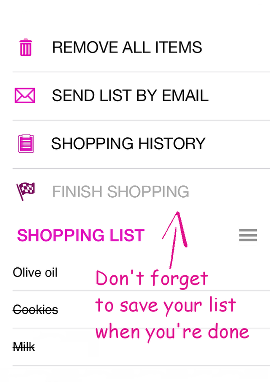 REMOVE ALL ITEMS
SEND LIST BY EMAIL
SHOPPING HISTORY
FINISH SHOPPING
SHOPPING LIST
Olive oil
Cookies
Milk
Don't forget
to save your list
when you're done